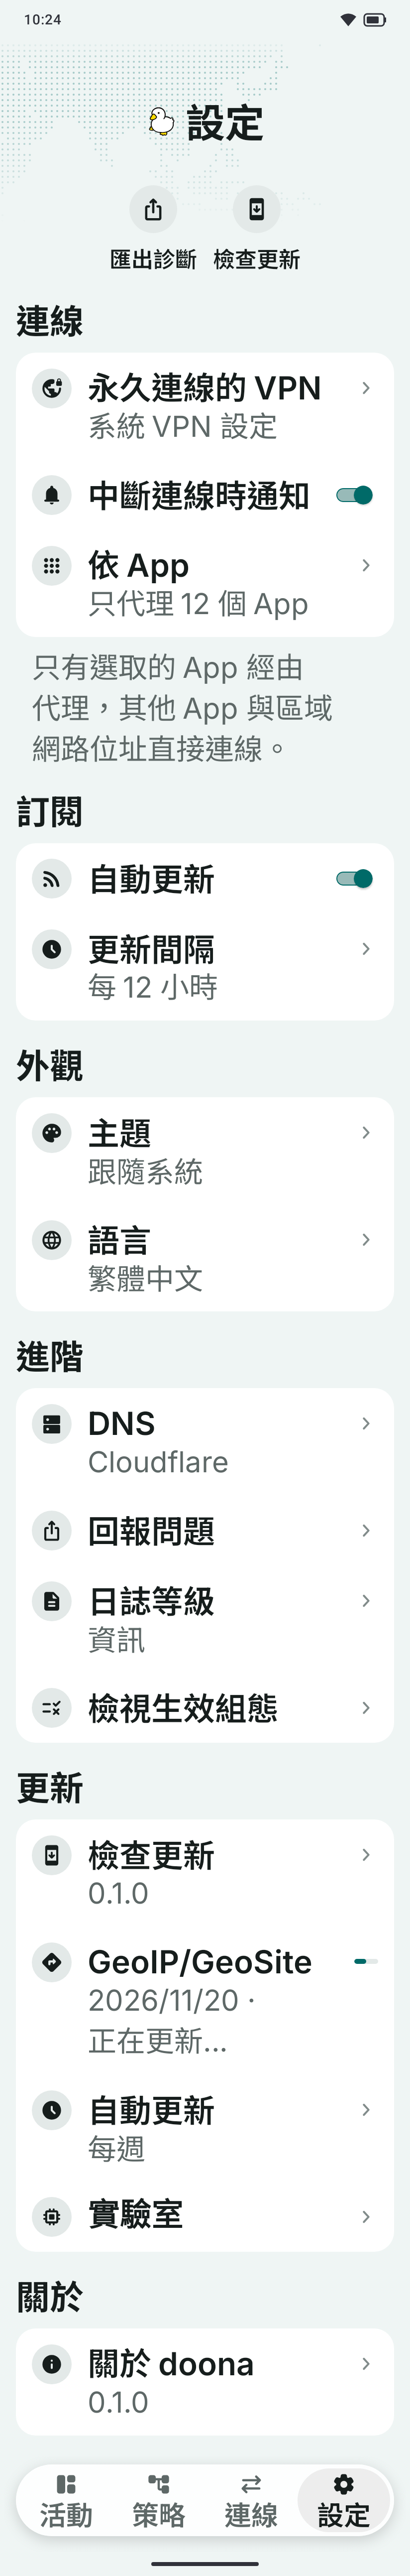 10:24
設定
匯出診斷
檢查更新
連線
永久連線的 VPN
系統 VPN 設定
中斷連線時通知
依 App
只代理 12 個 App
只有選取的 App 經由
代理，其他 App 與區域
網路位址直接連線。
訂閱
自動更新
更新間隔
每 12 小時
外觀
主題
跟隨系統
語言
繁體中文
進階
DNS
Cloudflare
回報問題
日誌等級
資訊
檢視生效組態
更新
檢查更新
0.1.0
GeoIP/GeoSite
2026/11/20 ·
正在更新…
自動更新
每週
實驗室
關於
關於 doona
0.1.0
活動
策略
連線
設定